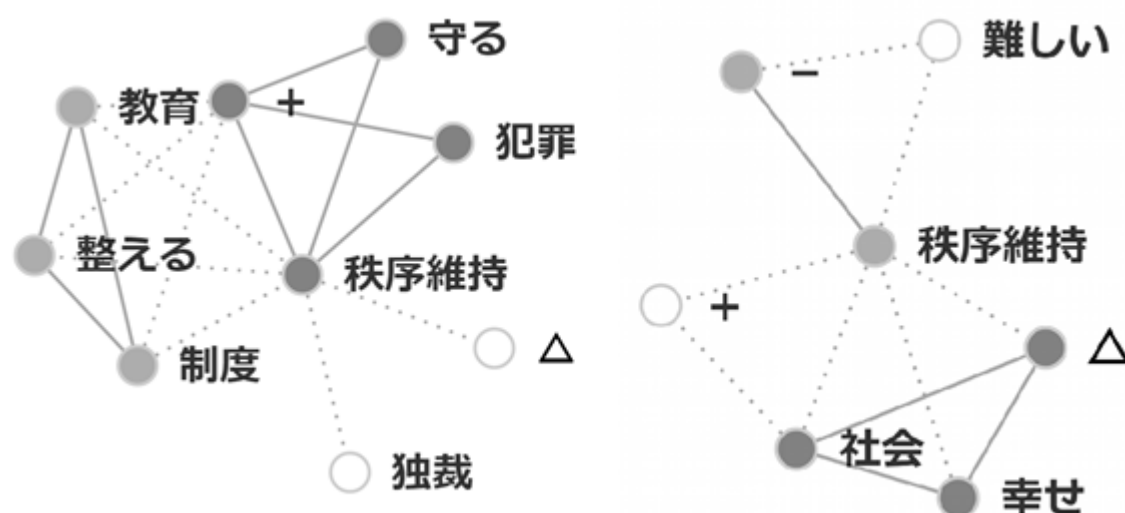 守る
教育
+
犯罪
整える
秩序維持
制度
△
独裁
難しい
−
秩序維持
+
△
社会
幸せ